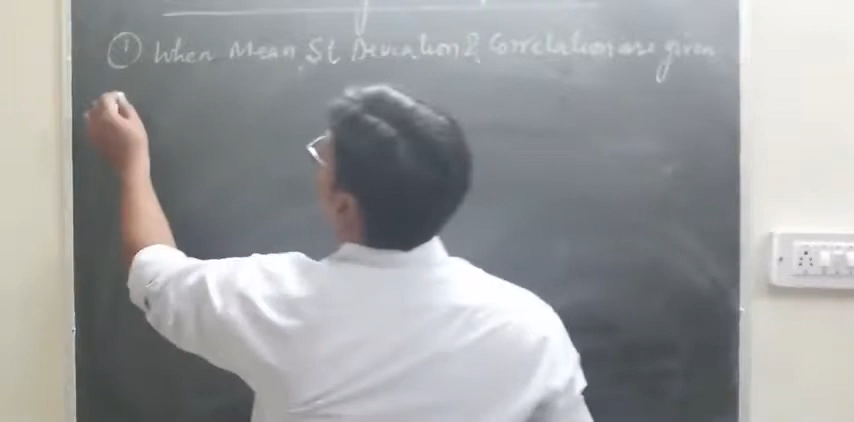 ① When Mean, St Deviation & Correlation are given